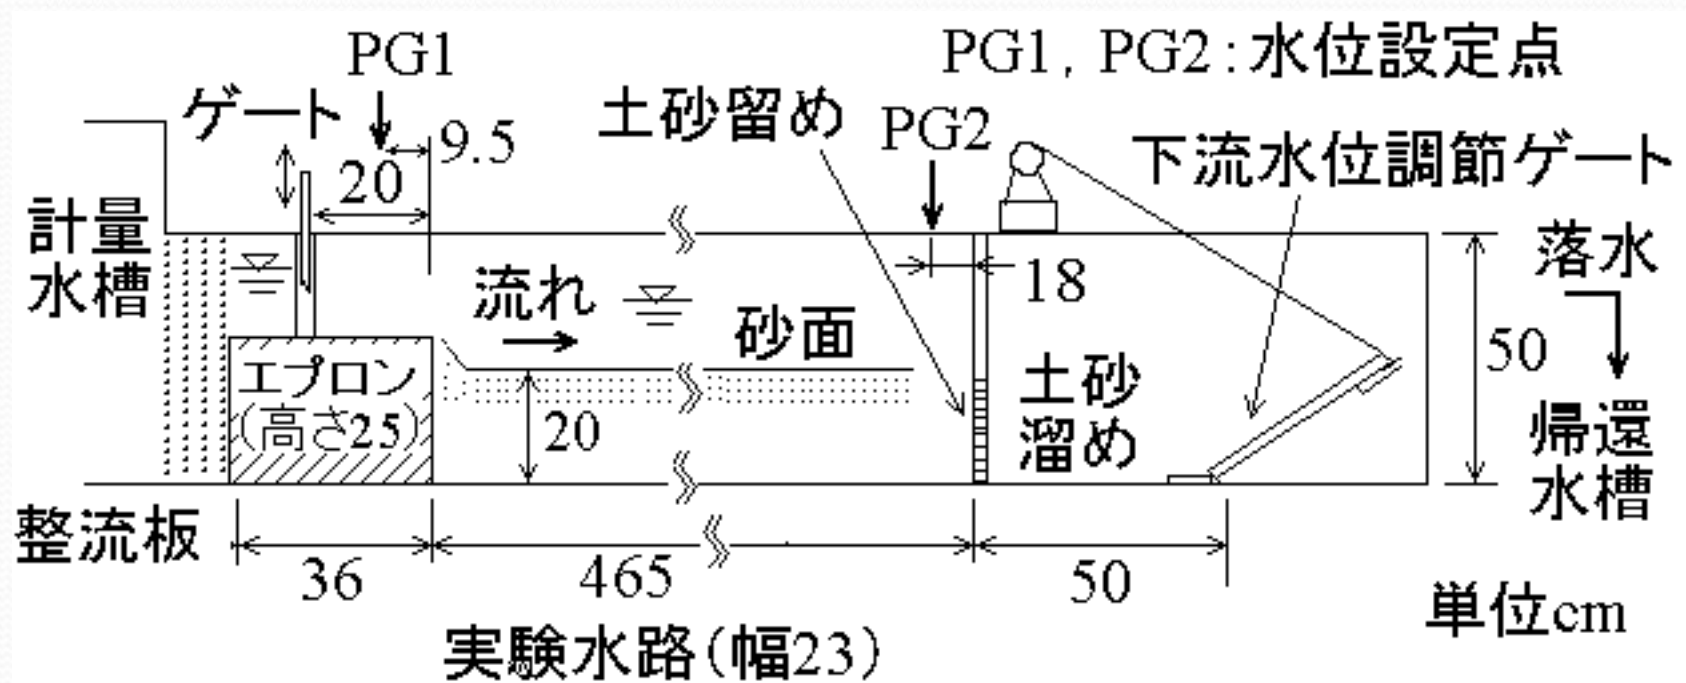 PG1, PG2:水位設定点
PG1
ゲート
土砂留め
PG2
9.5
下流水位調節ゲート
20
計量
水槽
落水
18
流れ
砂面
50
エプロン
(高さ25)
20
土砂
溜め
帰還
水槽
整流板
36
465
50
単位cm
実験水路(幅23)